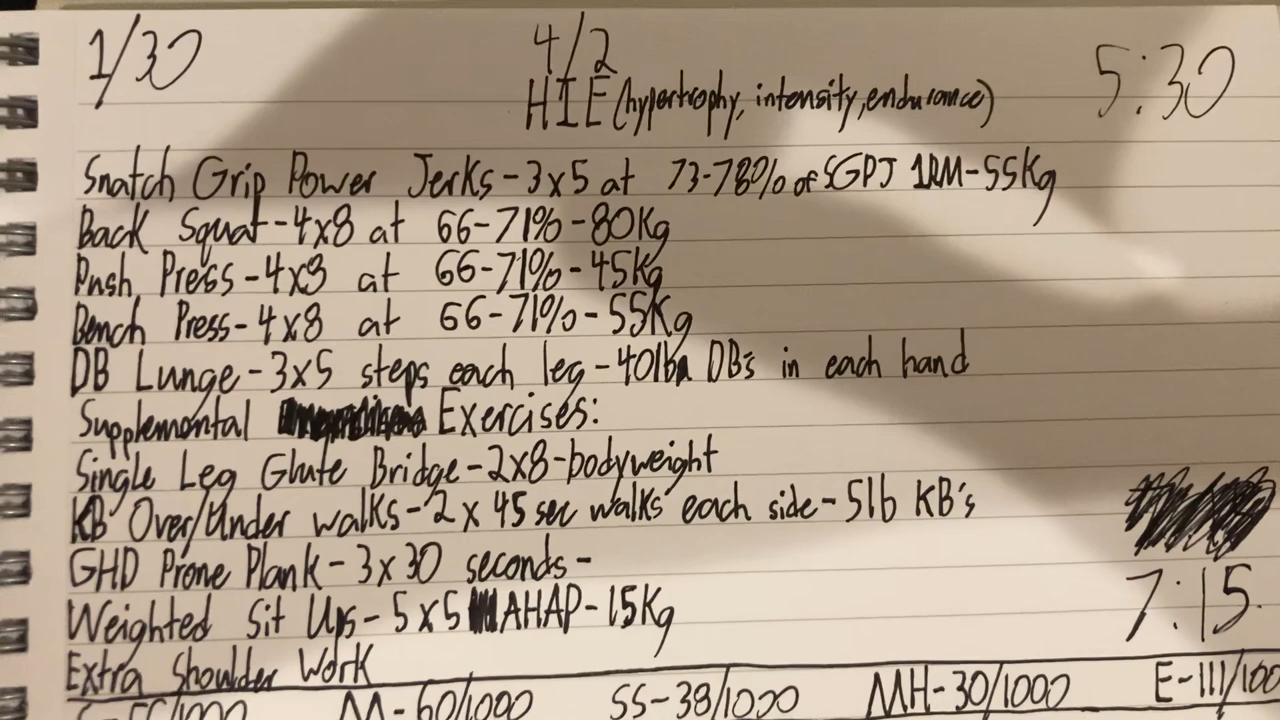 1/30 4/2 5:30
HIE (hypertrophy, intensity, endurance)
Snatch Grip Power Jerks-3x5 at 73-78% of SGPJ 1RM-55Kg
Back Squat-4x8 at 66-71%-80Kg
Push Press-4x8 at 66-71%-45Kg
Bench Press-4x8 at 66-71%-55Kg
DB Lunge-3x5 steps each leg-40lb DB's in each hand
Supplemental Exercises:
Single Leg Glute Bridge-2x8-bodyweight
KB Over/Under walks-2 x 45 sec walks each side-5lb KB's
GHD Prone Plank-3x30 seconds-
Weighted Sit Ups-5x5 AHAP-15Kg
7:15
Extra Shoulder Work
M-60/1000 SS-38/1000 MH-30/1000 E-111/100